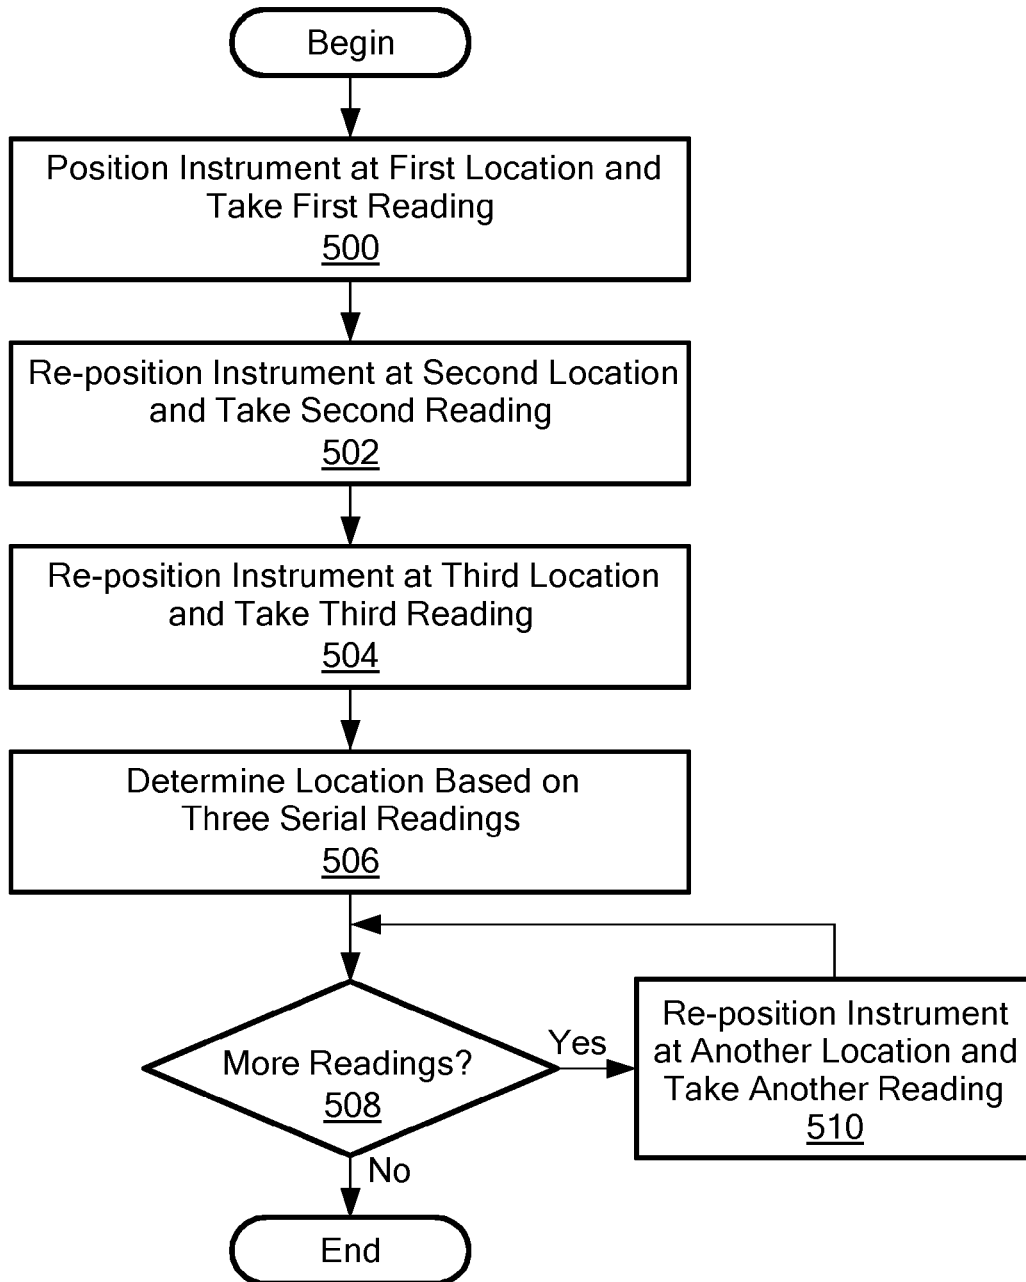 Begin
Position Instrument at First Location and
Take First Reading
500
Re-position Instrument at Second Location
and Take Second Reading
502
Re-position Instrument at Third Location
and Take Third Reading
504
Determine Location Based on
Three Serial Readings
506
More Readings?
508
Yes
Re-position Instrument
at Another Location and
Take Another Reading
510
No
End